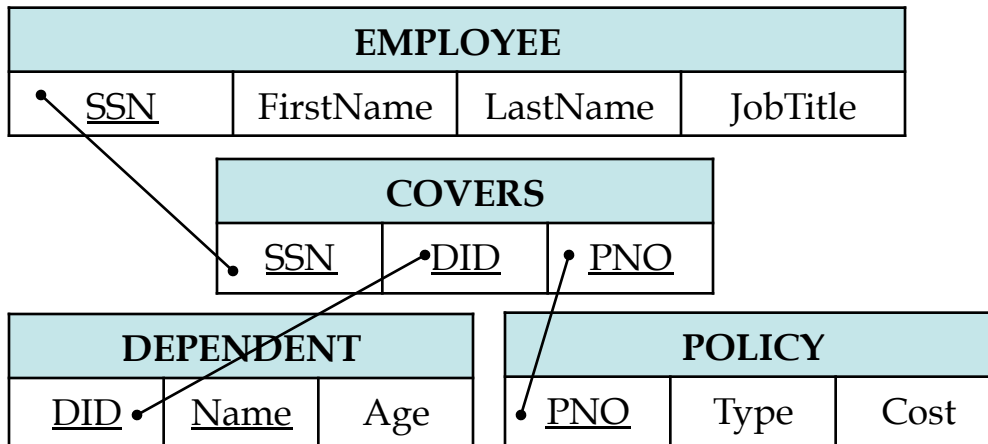 EMPLOYEE
SSN FirstName LastName JobTitle
COVERS
SSN DID PNO
DEPENDENT POLICY
DID Name Age PNO Type Cost